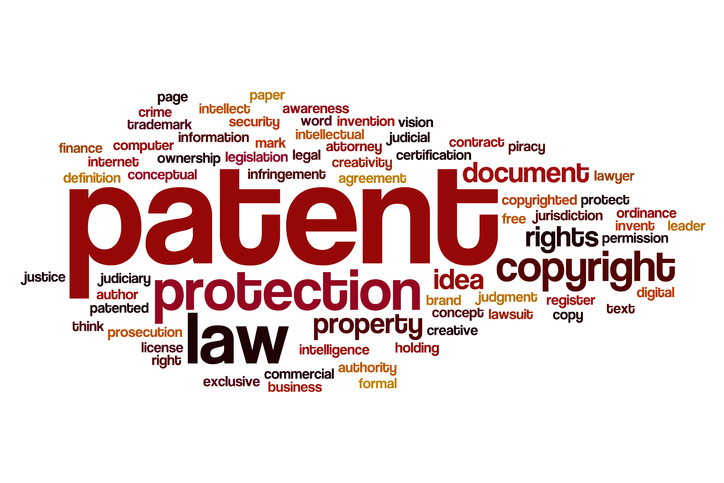 page
paper
crime
intellect
awareness
trademark
security
word
invention
vision
information
mark
intellectual
judicial
finance
computer
attorney
contract
piracy
internet
ownership
legislation
legal
creativity
certification
definition
conceptual
infringement
agreement
document
lawyer
patent
copyrighted
protect
free
jurisdiction
ordinance
invent
leader
rights
permission
justice
judiciary
protection
idea
copyright
author
brand
judgment
register
digital
patented
concept
lawsuit
copy
text
think
prosecution
law
property
creative
license
right
intelligence
holding
exclusive
commercial
authority
business
formal